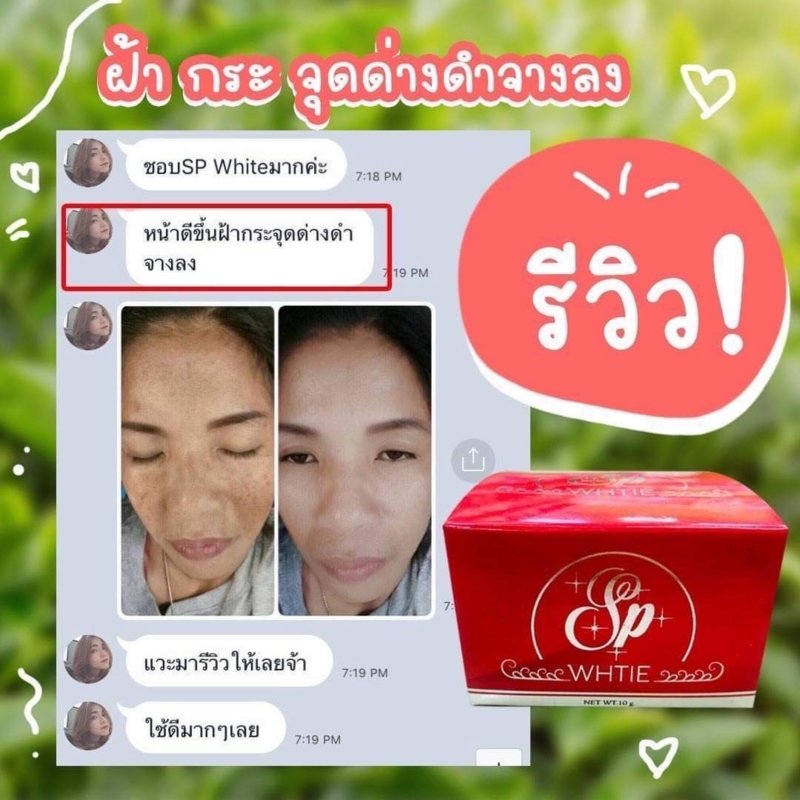 ฝ้า กระ จุดด่างดำจางลง
ชอบSP Whiteมากค่ะ
7:18 PM
หน้าดีขึ้นฝ้ากระจุดด่างดำ
จางลง
7:19 PM
รีวิว!
แวะมารีวิวให้เลยจ้า
7:19 PM
ใช้ดีมากๆเลย
7:19 PM
Sp
WHTIE
NET WT.10 g.